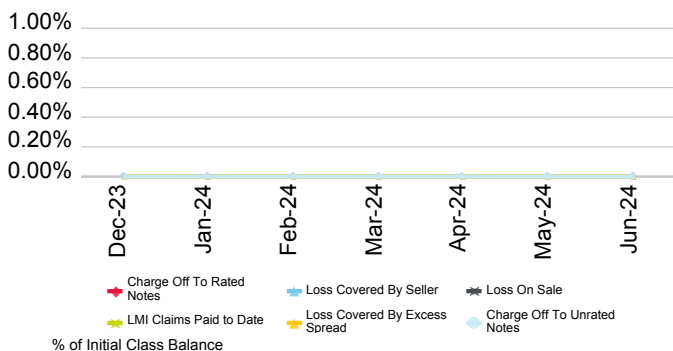 1.00%
0.80%
0.60%
0.40%
0.20%
0.00%
Dec-23
Jan-24
Feb-24
Mar-24
Apr-24
May-24
Jun-24
Charge Off To Rated
Notes
Loss Covered By Seller
Loss On Sale
LMI Claims Paid to Date
Loss Covered By Excess
Spread
Charge Off To Unrated
Notes
% of Initial Class Balance